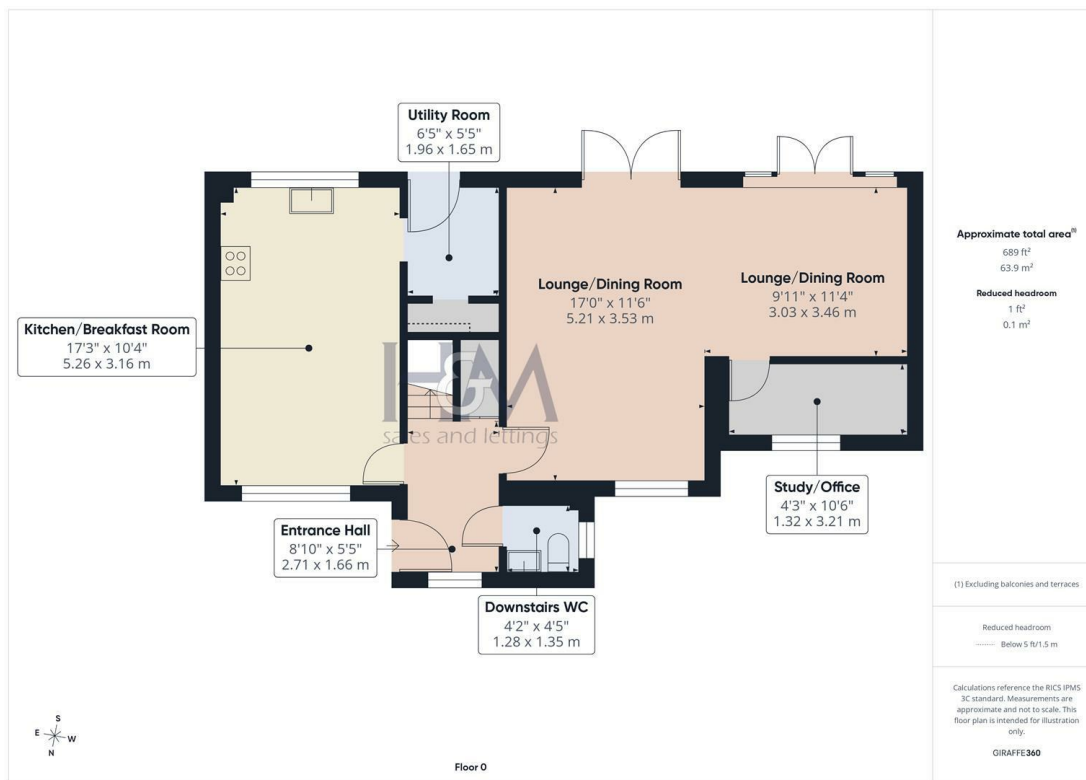 Utility Room
6'5" x 5'5"
1.96 x 1.65 m
Lounge/Dining Room
17'0" x 11'6"
5.21 x 3.53 m
Lounge/Dining Room
9'11" x 11'4"
3.03 x 3.46 m
Kitchen/Breakfast Room
17'3" x 10'4"
5.26 x 3.16 m
H&M
sales and lettings
Study/Office
4'3" x 10'6"
1.32 x 3.21 m
Entrance Hall
8'10" x 5'5"
2.71 x 1.66 m
Downstairs WC
4'2" x 4'5"
1.28 x 1.35 m
S
E
W
N
Floor 0
Approximate total area(1)
689 ft²
63.9 m²
Reduced headroom
1 ft²
0.1 m²
(1) Excluding balconies and terraces
Reduced headroom
Below 5 ft/1.5 m
Calculations reference the RICS IPMS
3C standard. Measurements are
approximate and not to scale. This
floor plan is intended for illustration
only.
GIRAFFE360